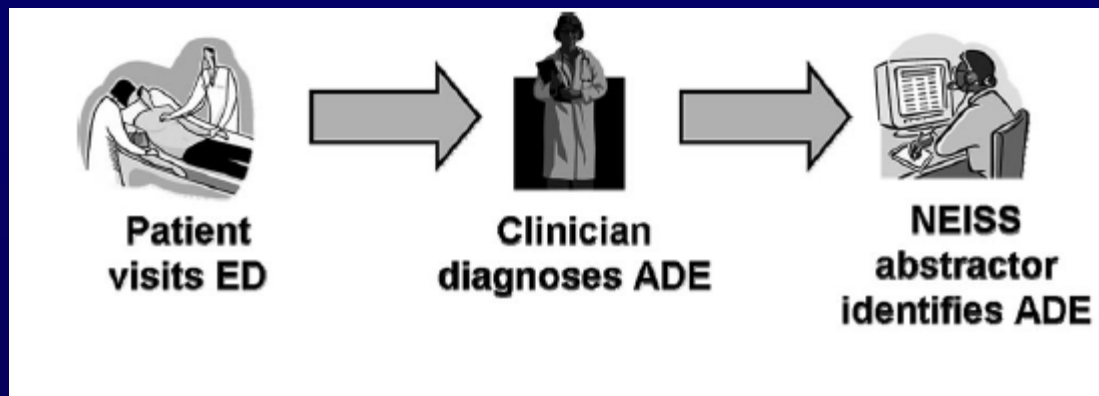 Patient
visits ED
Clinician
diagnoses ADE
NEISS
abstractor
identifies ADE